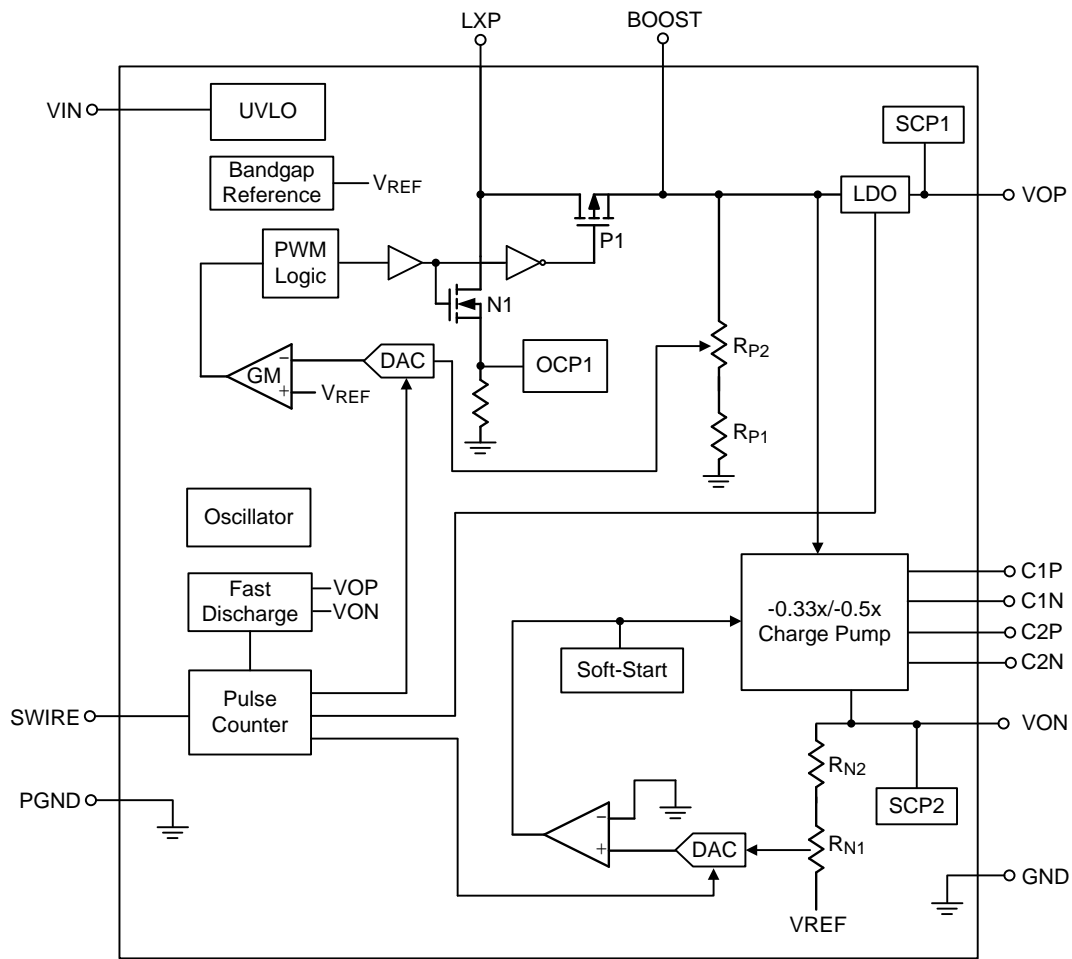 LXP
BOOST
VIN
UVLO
SCP1
Bandgap
Reference
VREF
LDO
VOP
P1
PWM
Logic
N1
DAC
OCP1
RP2
GM
−
+
VREF
RP1
Oscillator
Fast
Discharge
VOP
VON
-0.33x/-0.5x
Charge Pump
C1P
C1N
C2P
C2N
Soft-Start
Pulse
Counter
SWIRE
VON
RN2
SCP2
PGND
−
+
DAC
RN1
GND
VREF